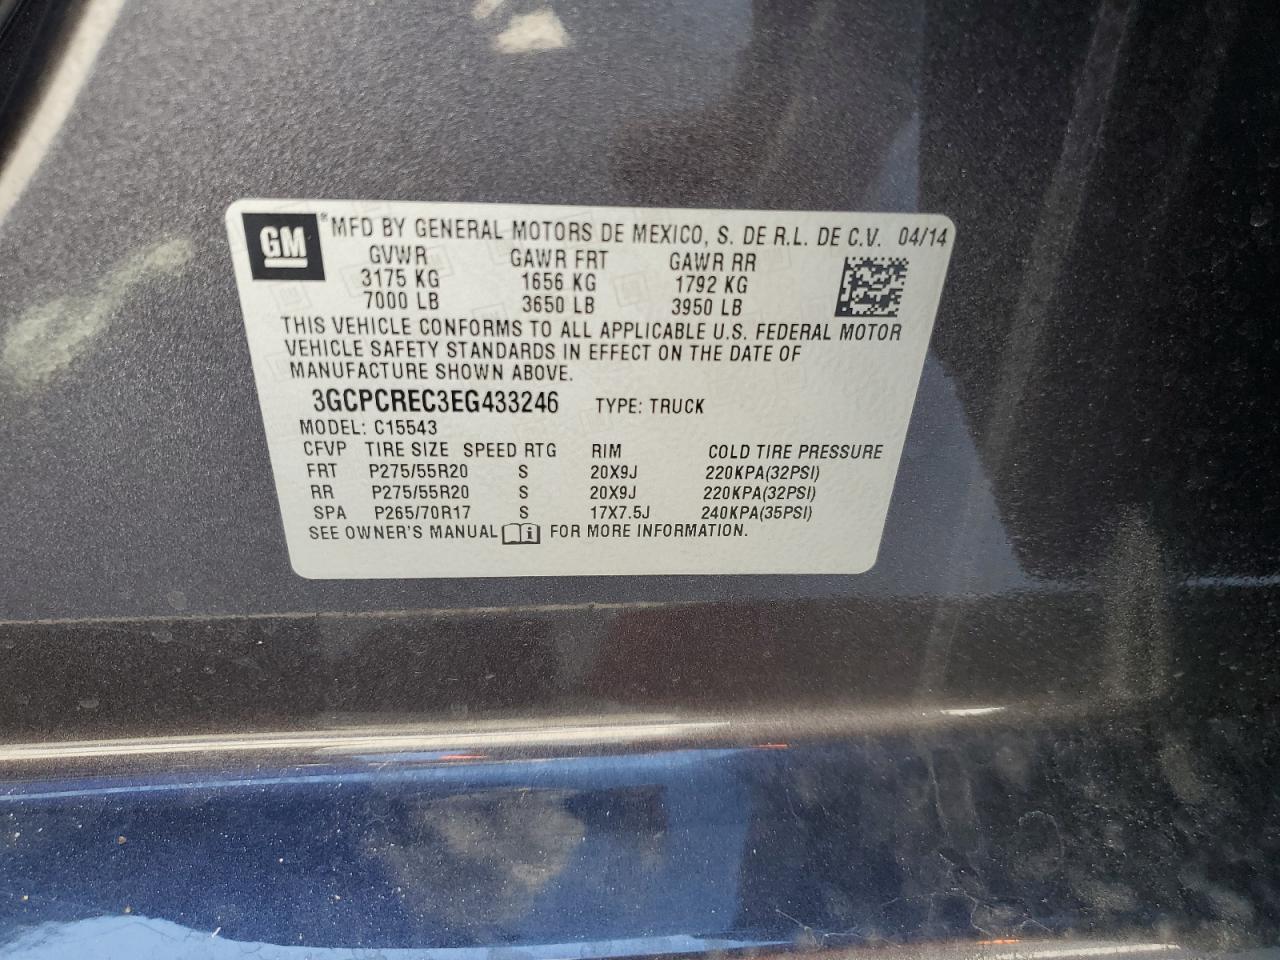 GM ® MFD BY GENERAL MOTORS DE MEXICO, S. DE R.L. DE C.V. 04/14
GVWR GAWR FRT GAWR RR
3175 KG 1656 KG 1792 KG
7000 LB 3650 LB 3950 LB
THIS VEHICLE CONFORMS TO ALL APPLICABLE U.S. FEDERAL MOTOR
VEHICLE SAFETY STANDARDS IN EFFECT ON THE DATE OF
MANUFACTURE SHOWN ABOVE.
3GCPCREC3EG433246 TYPE: TRUCK
MODEL: C15543
CFVP TIRE SIZE SPEED RTG RIM COLD TIRE PRESSURE
FRT P275/55R20 S 20X9J 220KPA(32PSI)
RR P275/55R20 S 20X9J 220KPA(32PSI)
SPA P265/70R17 S 17X7.5J 240KPA(35PSI)
SEE OWNER'S MANUAL FOR MORE INFORMATION.